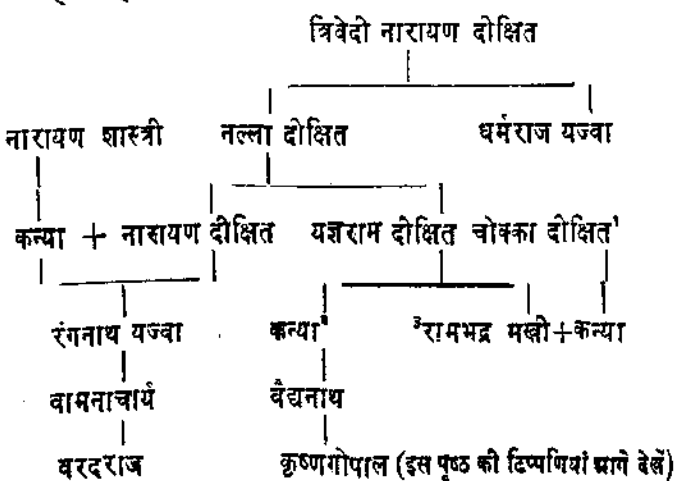 त्रिवेदी नारायण दीक्षित
नारायण शास्त्री नल्ला दीक्षित धर्मराज यज्वा
कन्या + नारायण दीक्षित यज्ञराम दीक्षित चोक्का दीक्षित¹
रंगनाथ यज्वा कन्या² ³रामभद्र मखी+कन्या
वामनाचार्य वैद्यनाथ
वरदराज कृष्णगोपाल (इस पृष्ठ की टिप्पणियां आगे देखें)